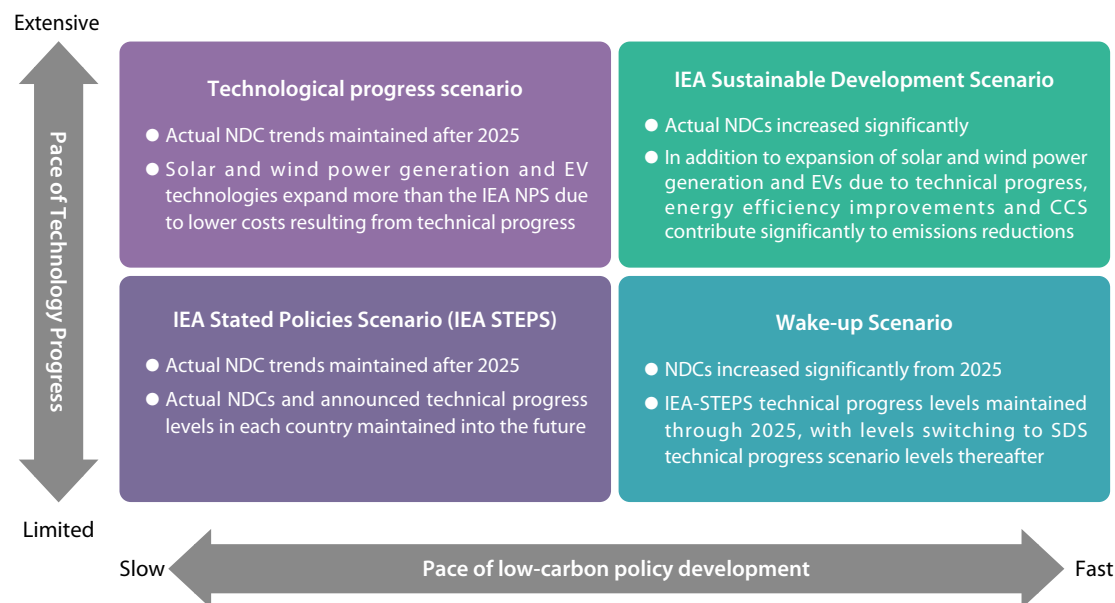 Extensive
Pace of Technology Progress
Limited
Technological progress scenario
● Actual NDC trends maintained after 2025
● Solar and wind power generation and EV
technologies expand more than the IEA NPS due
to lower costs resulting from technical progress
IEA Sustainable Development Scenario
● Actual NDCs increased significantly
● In addition to expansion of solar and wind power
generation and EVs due to technical progress,
energy efficiency improvements and CCS
contribute significantly to emissions reductions
IEA Stated Policies Scenario (IEA STEPS)
● Actual NDC trends maintained after 2025
● Actual NDCs and announced technical progress
levels in each country maintained into the future
Wake-up Scenario
● NDCs increased significantly from 2025
● IEA-STEPS technical progress levels maintained
through 2025, with levels switching to SDS
technical progress scenario levels thereafter
Slow
Pace of low-carbon policy development
Fast